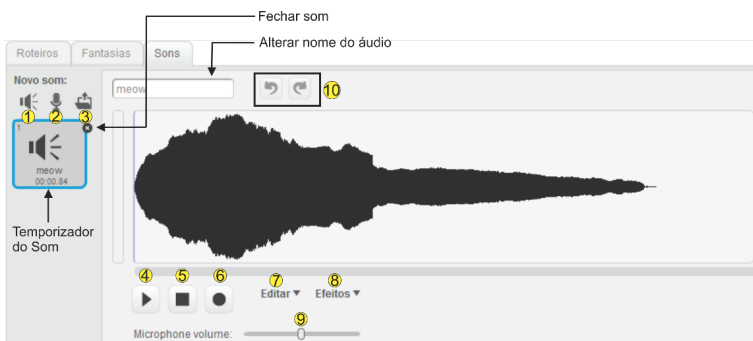 Fechar som
Alterar nome do áudio
Roteiros Fantasias Sons
Novo som:
meow
10
1 2 3
1
meow
00:00.84
Temporizador
do Som
4 5 6 7 8
Editar Efeitos
9
Microphone volume: